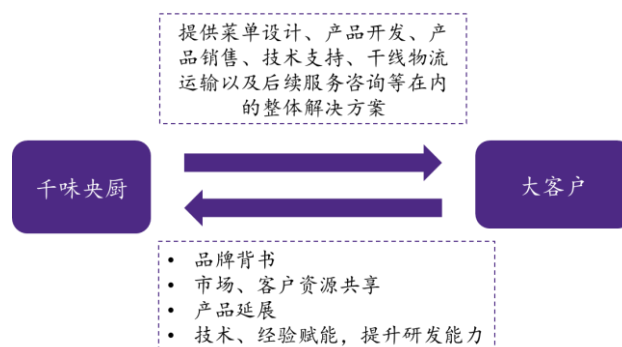 提供菜单设计、产品开发、产
品销售、技术支持、干线物流
运输以及后续服务咨询等在内
的整体解决方案
千味央厨
大客户
• 品牌背书
• 市场、客户资源共享
• 产品延展
• 技术、经验赋能，提升研发能力